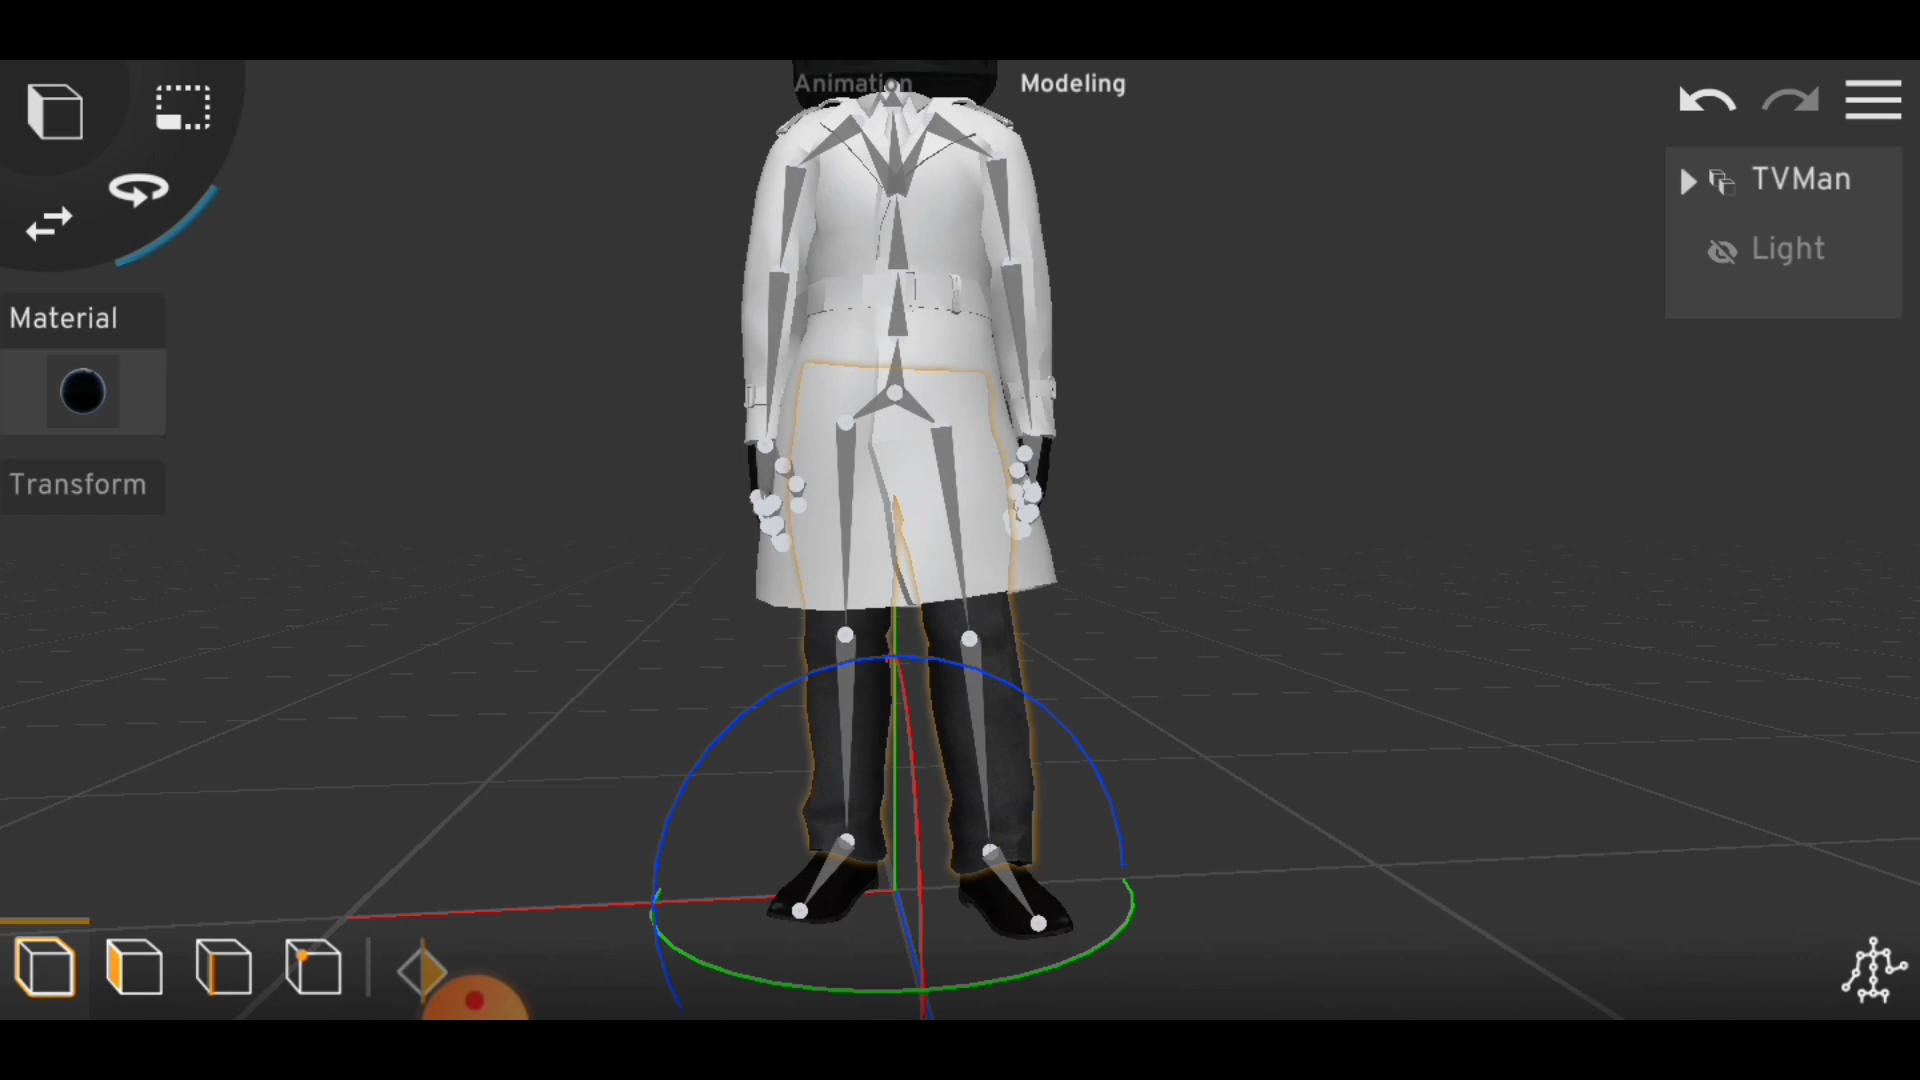 Animation
Modeling
TVMan
Light
Material
Transform